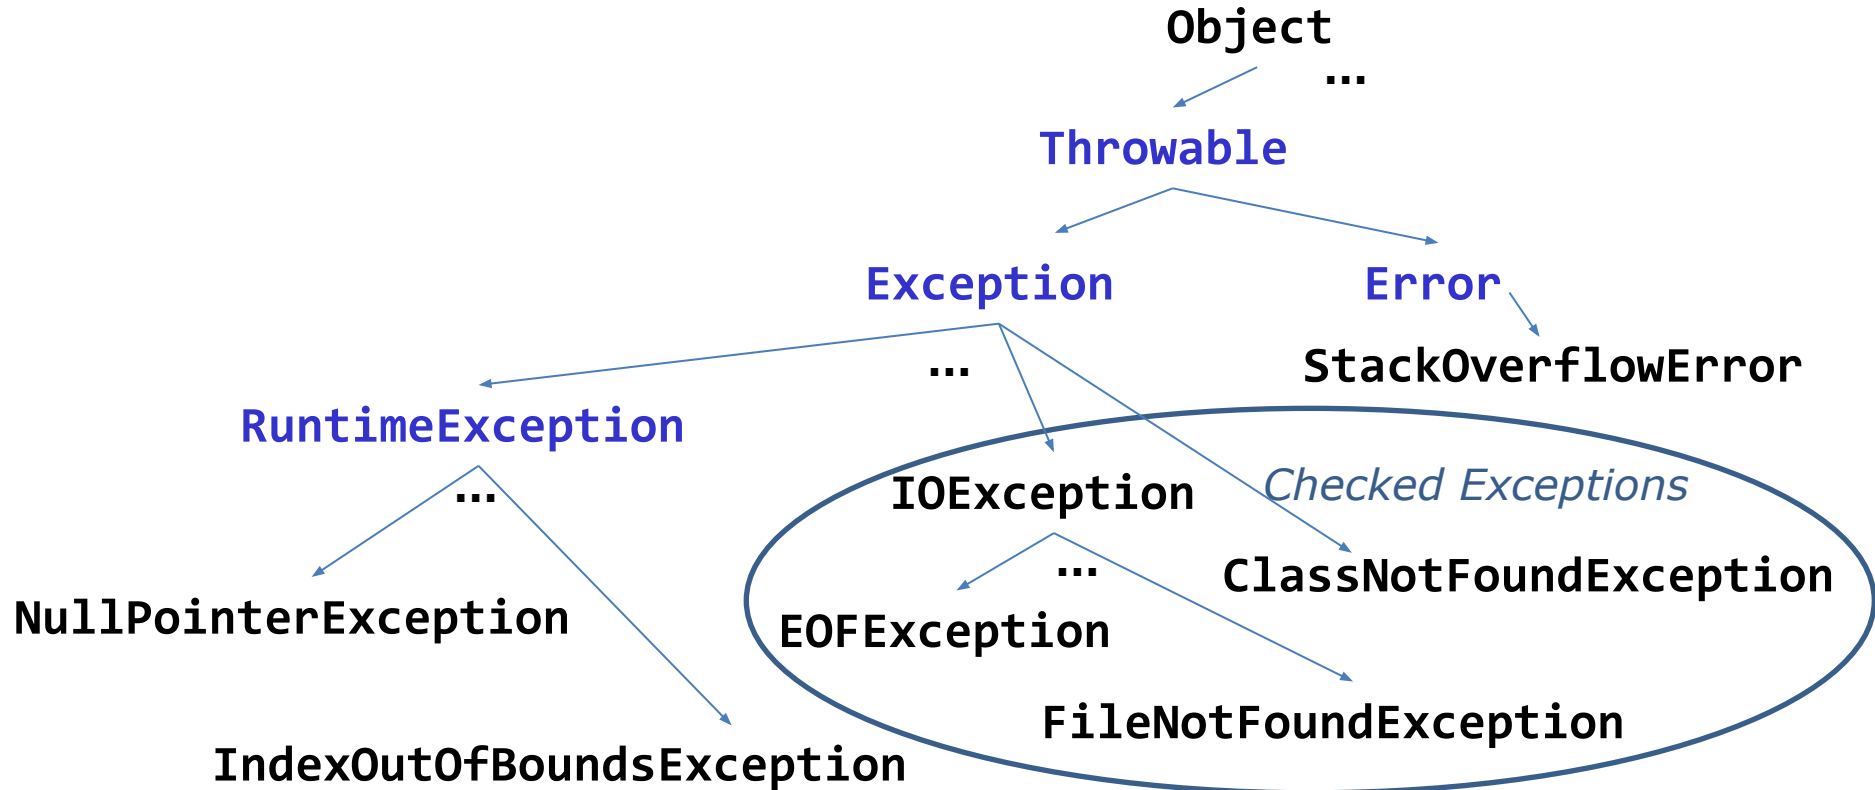 Object
...
Throwable
Exception
Error
...
StackOverflowError
RuntimeException
...
IOException
Checked Exceptions
...
ClassNotFoundException
NullPointerException
EOFException
FileNotFoundException
IndexOutOfBoundsException